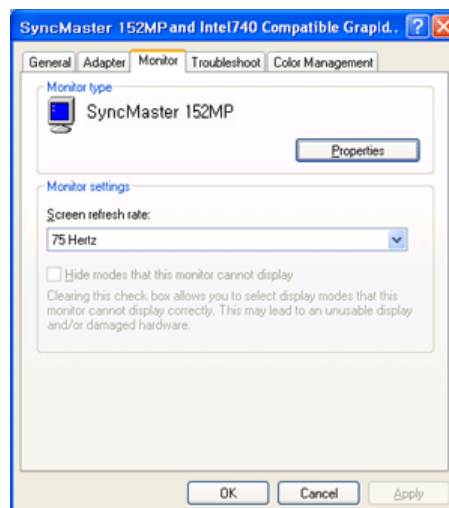 SyncMaster 152MP and Intel740 Compatible Grapld..
General Adapter Monitor Troubleshoot Color Management
Monitor type
SyncMaster 152MP
Properties
Monitor settings
Screen refresh rate:
75 Hertz
Hide modes that this monitor cannot display
Clearing this check box allows you to select display modes that this
monitor cannot display correctly. This may lead to an unusable display
and/or damaged hardware.
OK Cancel Apply